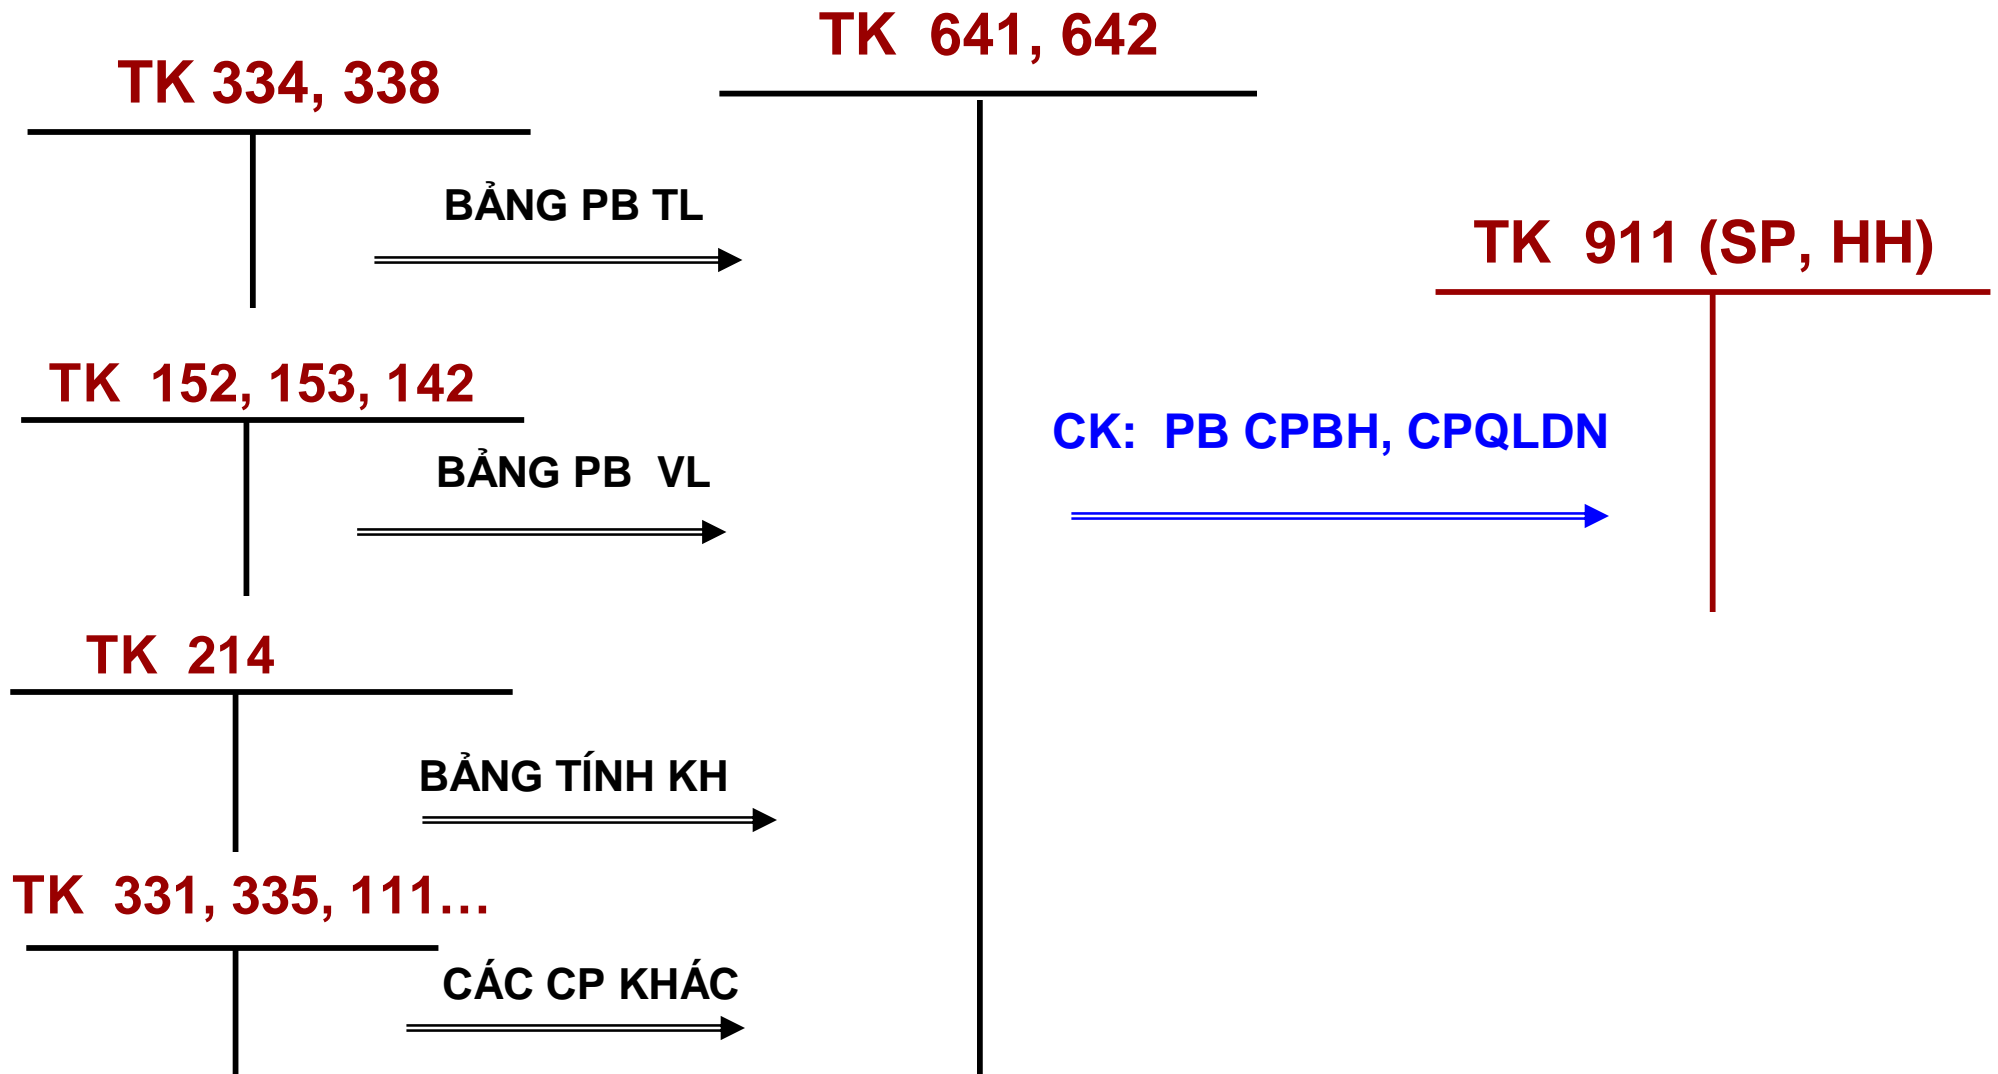 TK 641, 642
TK 334, 338
BẢNG PB TL
TK 911 (SP, HH)
TK 152, 153, 142
CK: PB CPBH, CPQLDN
BẢNG PB VL
TK 214
BẢNG TÍNH KH
TK 331, 335, 111...
CÁC CP KHÁC